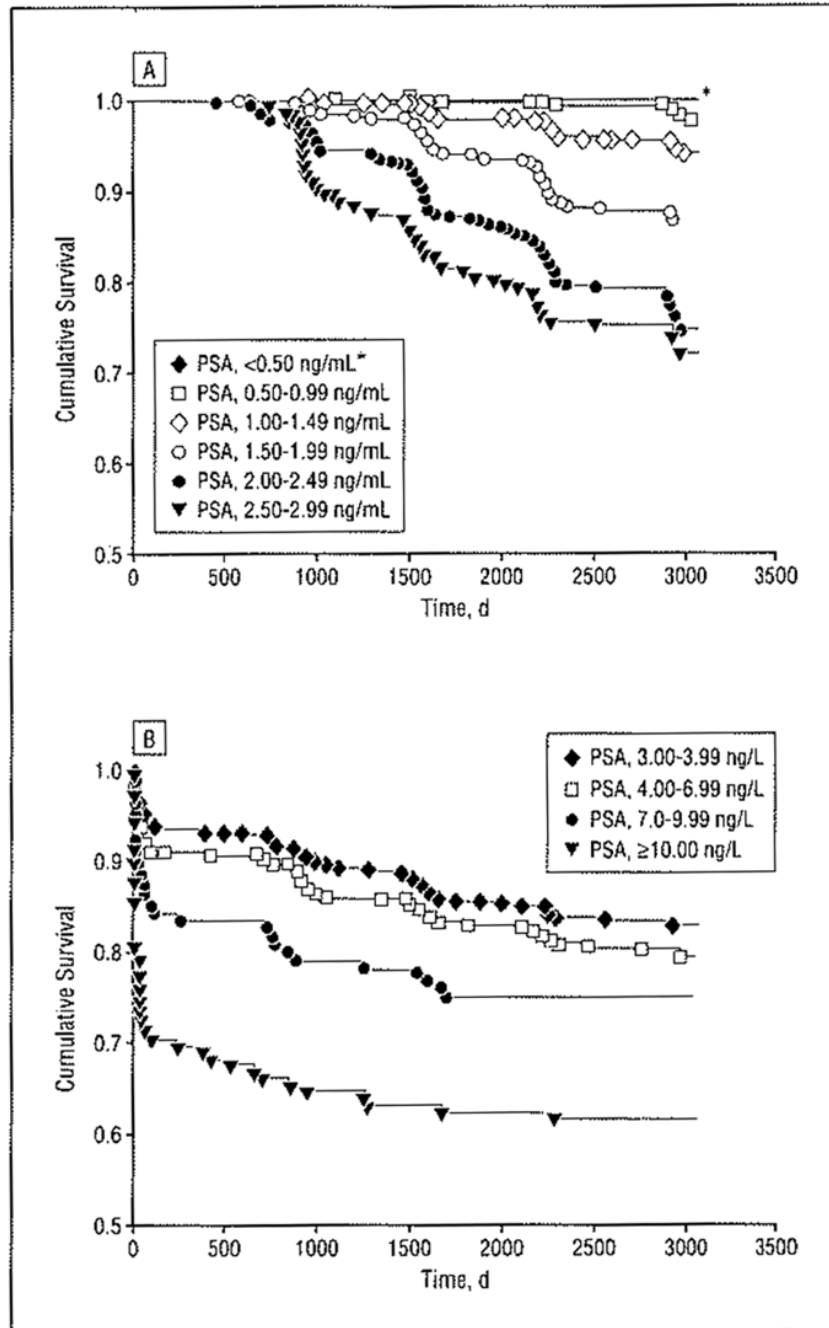 A
*
1.0
0.9
0.8
0.7
0.6
0.5
Cumulative Survival
PSA, <0.50 ng/mL*
PSA, 0.50-0.99 ng/mL
PSA, 1.00-1.49 ng/mL
PSA, 1.50-1.99 ng/mL
PSA, 2.00-2.49 ng/mL
PSA, 2.50-2.99 ng/mL
0 500 1000 1500 2000 2500 3000 3500
Time, d
B
PSA, 3.00-3.99 ng/L
PSA, 4.00-6.99 ng/L
PSA, 7.0-9.99 ng/L
PSA, ≥10.00 ng/L
1.0
0.9
0.8
0.7
0.6
0.5
Cumulative Survival
0 500 1000 1500 2000 2500 3000 3500
Time, d